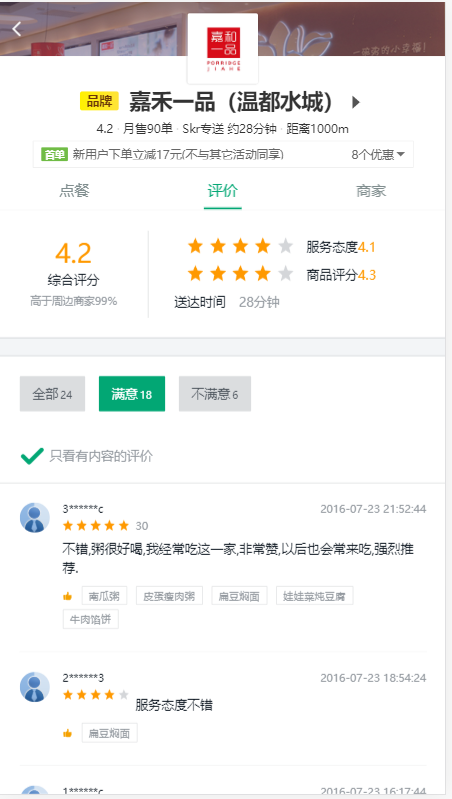 一碗粥的小幸福!
嘉和一品
PORRIDGE
JIAHE
品牌 嘉禾一品（温都水城）
4.2 · 月售90单 · Skr专送 约28分钟 · 距离1000m
首单 新用户下单立减17元(不与其它活动同享) 8个优惠
点餐 评价 商家
4.2
综合评分
高于周边商家99%
服务态度4.1
商品评分4.3
送达时间 28分钟
全部24 满意18 不满意6
只看有内容的评价
3******c 2016-07-23 21:52:44
30
不错,粥很好喝,我经常吃这一家,非常赞,以后也会常来吃,强烈推
荐.
南瓜粥 皮蛋瘦肉粥 扁豆焖面 娃娃菜炖豆腐
牛肉馅饼
2******3 2016-07-23 18:54:24
服务态度不错
扁豆焖面
1******c 2016-07-23 16:17:44